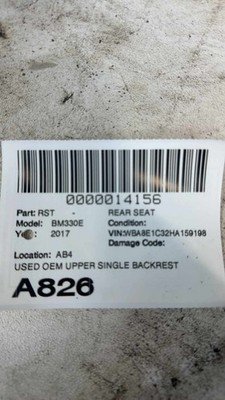 0000014156
Part: RST - REAR SEAT
Model: BM330E Condition:
2017 VIN:WBA8E1C32HA159198
Damage Code:
Location: AB4
USED OEM UPPER SINGLE BACKREST
A826